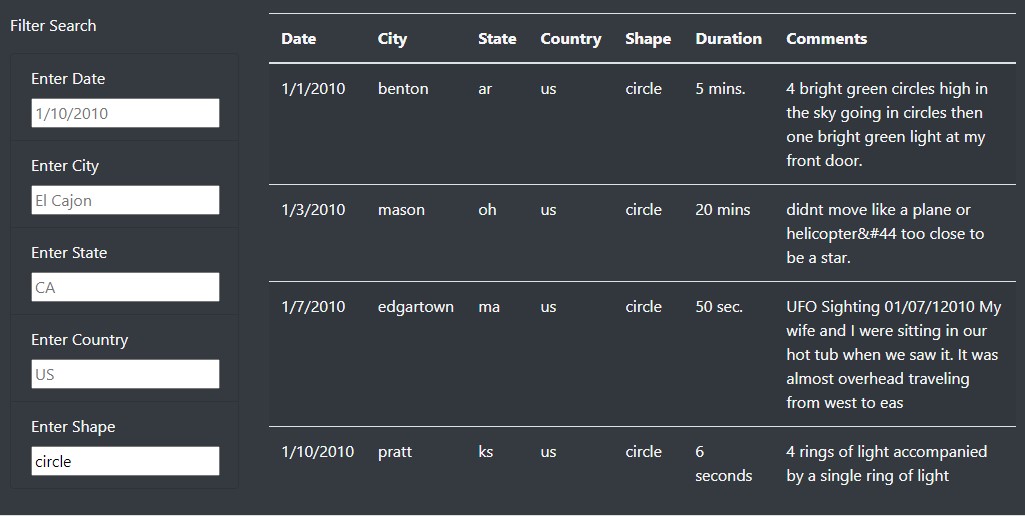 Filter Search
Enter Date
1/10/2010
Enter City
El Cajon
Enter State
CA
Enter Country
US
Enter Shape
circle
Date City State Country Shape Duration Comments
1/1/2010 benton ar us circle 5 mins. 4 bright green circles high in
the sky going in circles then
one bright green light at my
front door.
1/3/2010 mason oh us circle 20 mins didnt move like a plane or
helicopter&#44 too close to
be a star.
1/7/2010 edgartown ma us circle 50 sec. UFO Sighting 01/07/12010 My
wife and I were sitting in our
hot tub when we saw it. It was
almost overhead traveling
from west to eas
1/10/2010 pratt ks us circle 6 4 rings of light accompanied
seconds by a single ring of light